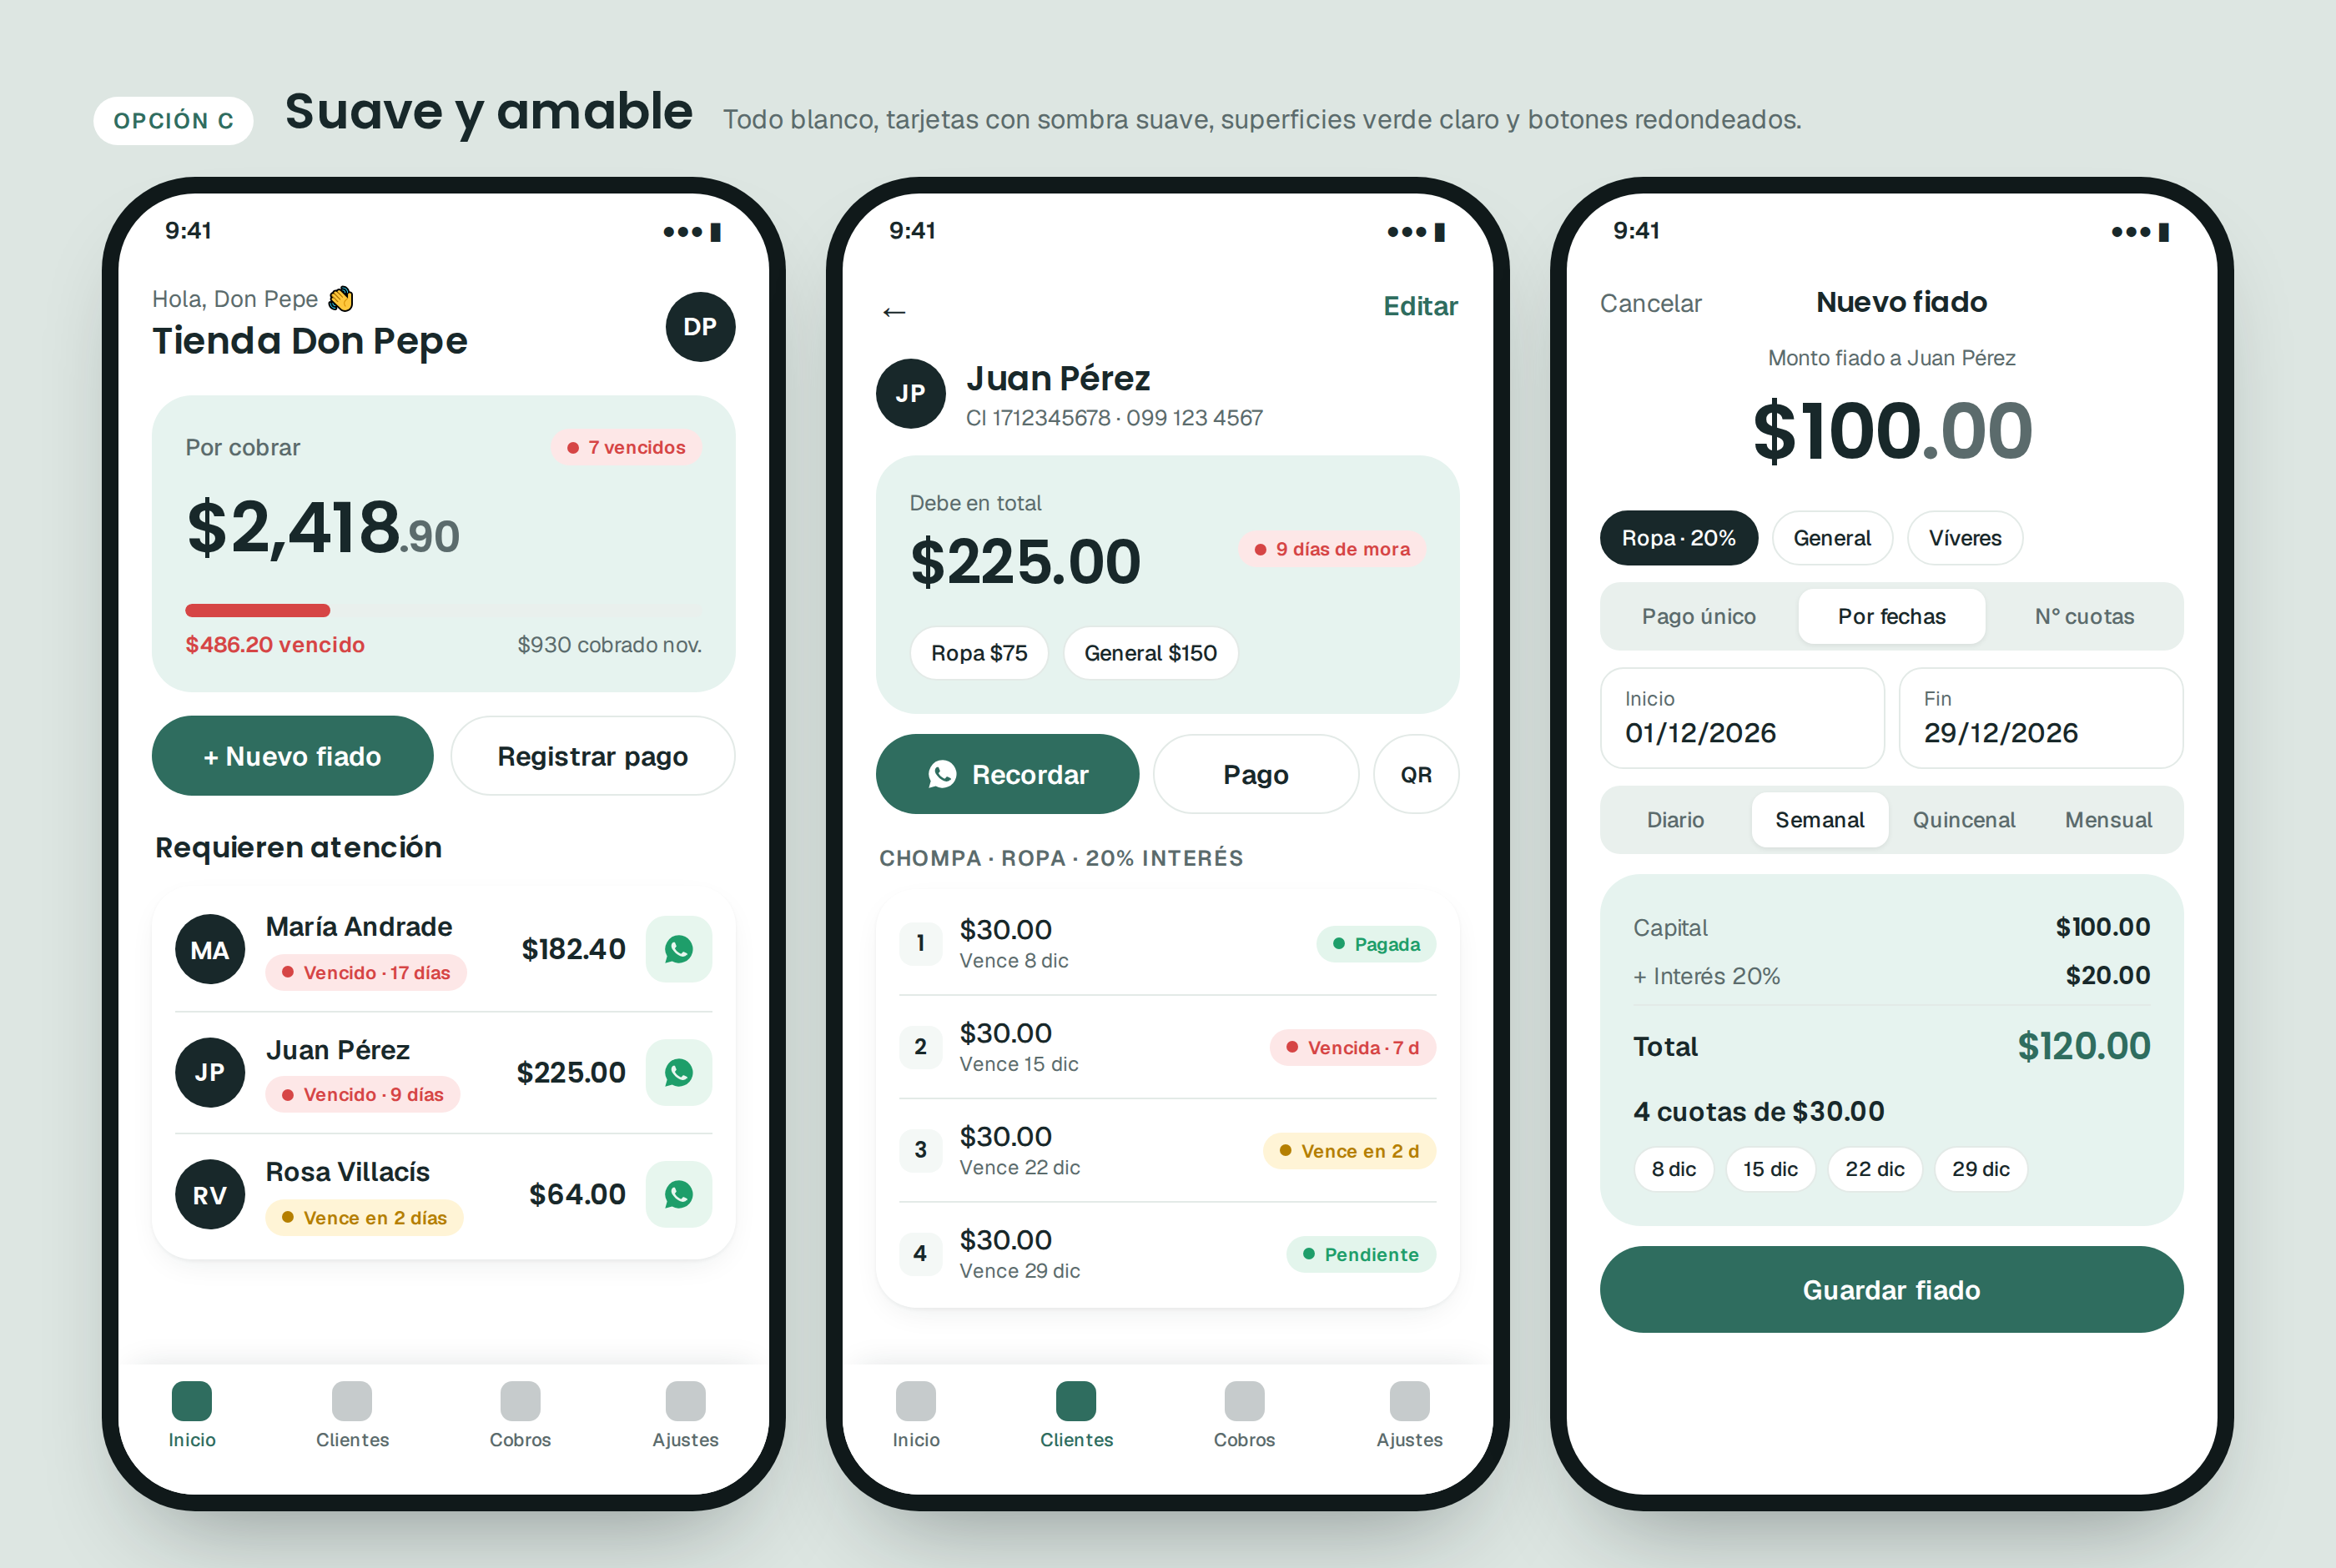 OPCIÓN C
Suave y amable
Todo blanco, tarjetas con sombra suave, superficies verde claro y botones redondeados.
9:41
Hola, Don Pepe 👋
Tienda Don Pepe
DP
Por cobrar
7 vencidos
$2,418.90
$486.20 vencido
$930 cobrado nov.
+ Nuevo fiado
Registrar pago
Requieren atención
MA
María Andrade
Vencido · 17 días
$182.40
JP
Juan Pérez
Vencido · 9 días
$225.00
RV
Rosa Villacís
Vence en 2 días
$64.00
Inicio
Clientes
Cobros
Ajustes
9:41
←
Editar
JP
Juan Pérez
CI 1712345678 · 099 123 4567
Debe en total
$225.00
9 días de mora
Ropa $75
General $150
Recordar
Pago
QR
CHOMPA · ROPA · 20% INTERÉS
1
$30.00
Vence 8 dic
Pagada
2
$30.00
Vence 15 dic
Vencida · 7 d
3
$30.00
Vence 22 dic
Vence en 2 d
4
$30.00
Vence 29 dic
Pendiente
Inicio
Clientes
Cobros
Ajustes
9:41
Cancelar
Nuevo fiado
Monto fiado a Juan Pérez
$100.00
Ropa · 20%
General
Víveres
Pago único
Por fechas
N° cuotas
Inicio
01/12/2026
Fin
29/12/2026
Diario
Semanal
Quincenal
Mensual
Capital
$100.00
+ Interés 20%
$20.00
Total
$120.00
4 cuotas de $30.00
8 dic
15 dic
22 dic
29 dic
Guardar fiado